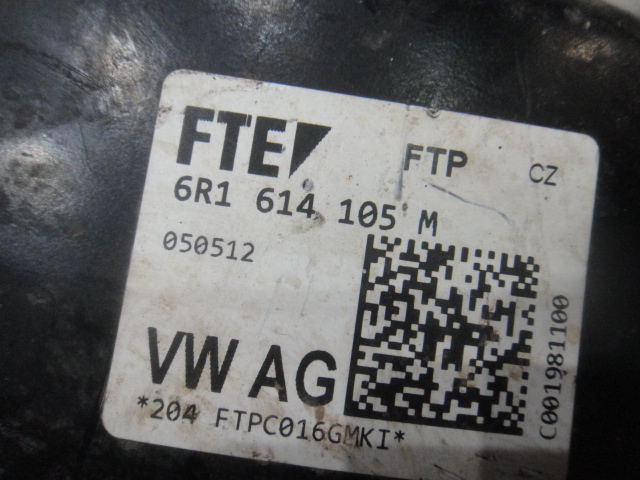 FTE FTP CZ
6R1 614 105 M
050512
VW AG
*204 FTPC016GMKI*
C001981100